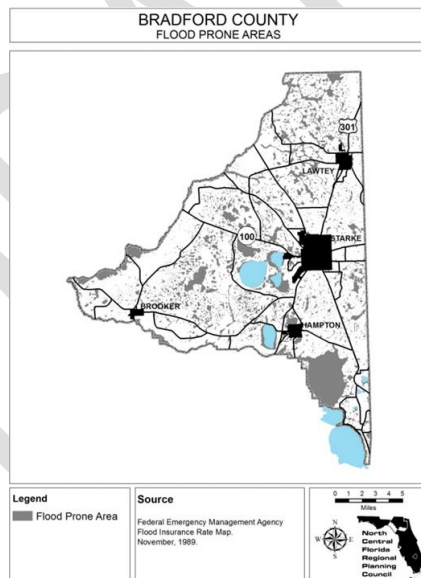 BRADFORD COUNTY
FLOOD PRONE AREAS
301
LAWTEY
100
STARKE
BROOKER
HAMPTON
Legend
Flood Prone Area
Source
Federal Emergency Management Agency
Flood Insurance Rate Map.
November, 1989.
0 1 2 3 4 5
Miles
N
W E
S
North
Central
Florida
Regional
Planning
Council